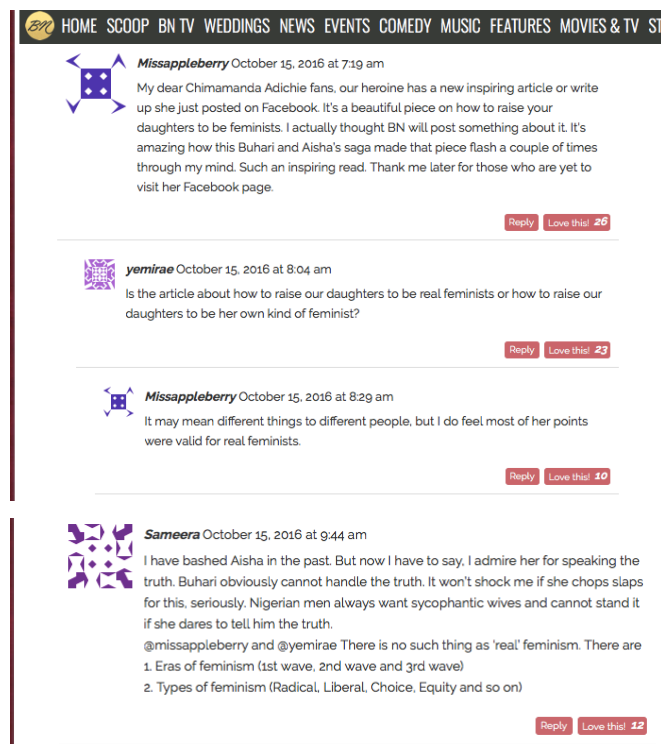 BN HOME SCOOP BN TV WEDDINGS NEWS EVENTS COMEDY MUSIC FEATURES MOVIES & TV ST
Missappleberry October 15, 2016 at 7:19 am
My dear Chimamanda Adichie fans, our heroine has a new inspiring article or write
up she just posted on Facebook. It's a beautiful piece on how to raise your
daughters to be feminists. I actually thought BN will post something about it. It's
amazing how this Buhari and Aisha's saga made that piece flash a couple of times
through my mind. Such an inspiring read. Thank me later for those who are yet to
visit her Facebook page.
Reply Love this! 26
yemirae October 15, 2016 at 8:04 am
Is the article about how to raise our daughters to be real feminists or how to raise our
daughters to be her own kind of feminist?
Reply Love this! 23
Missappleberry October 15, 2016 at 8:29 am
It may mean different things to different people, but I do feel most of her points
were valid for real feminists.
Reply Love this! 10
Sameera October 15, 2016 at 9:44 am
I have bashed Aisha in the past. But now I have to say, I admire her for speaking the
truth. Buhari obviously cannot handle the truth. It won't shock me if she chops slaps
for this, seriously. Nigerian men always want sycophantic wives and cannot stand it
if she dares to tell him the truth.
@missappleberry and @yemirae There is no such thing as 'real' feminism. There are
1. Eras of feminism (1st wave, 2nd wave and 3rd wave)
2. Types of feminism (Radical, Liberal, Choice, Equity and so on)
Reply Love this! 12